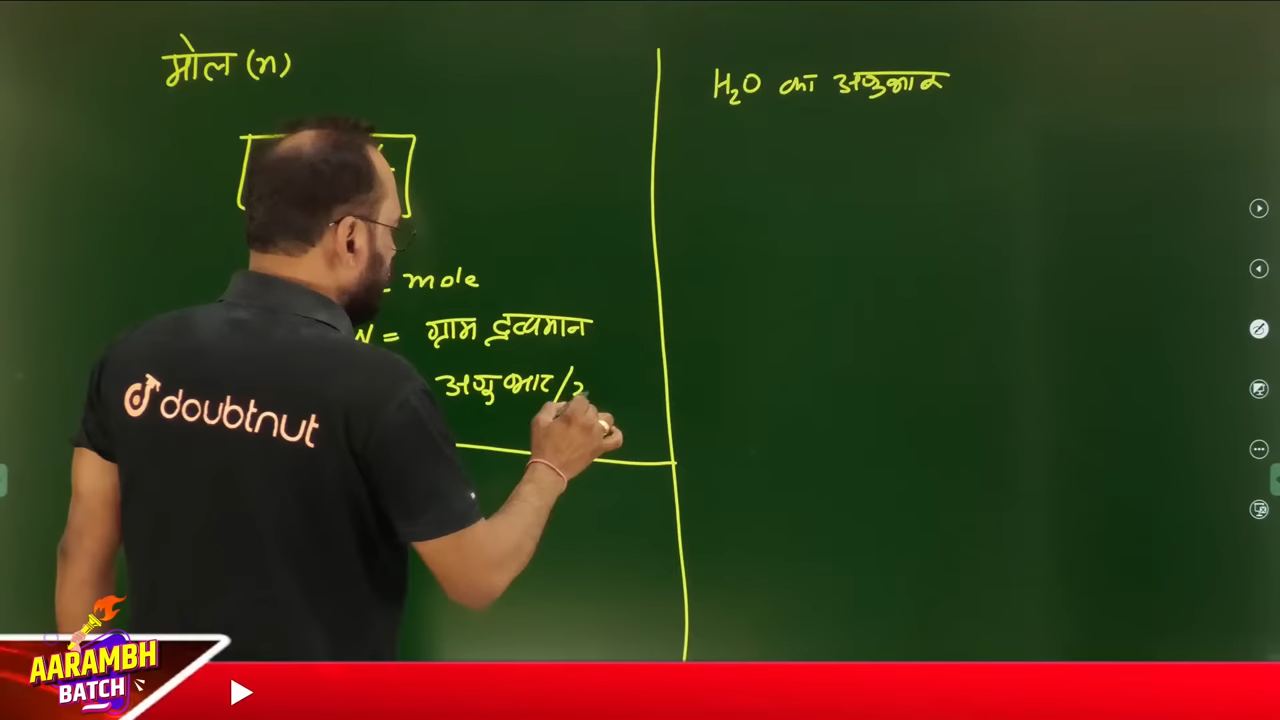 मोल (n)
mole
W = ग्राम द्रव्यमान
अणुभार/
H₂O का अणुभार
doubtnut
AARAMBH
BATCH